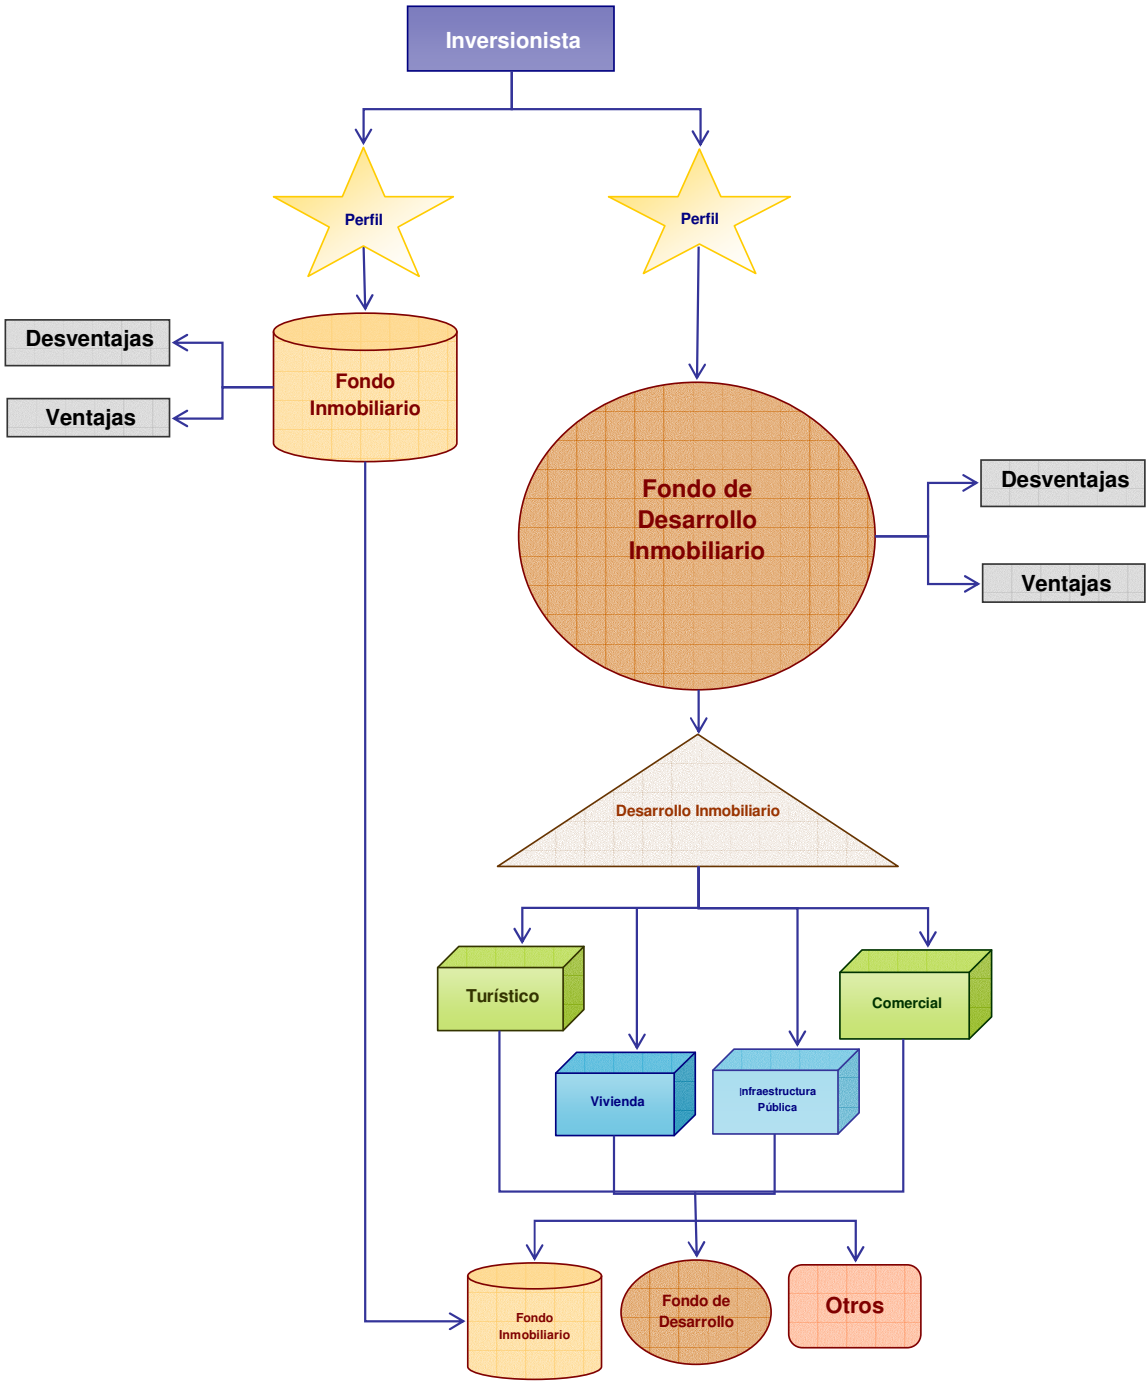 Inversionista
Perfil
Perfil
Desventajas
Ventajas
Fondo
Inmobiliario
Fondo de
Desarrollo
Inmobiliario
Desventajas
Ventajas
Desarrollo Inmobiliario
Turístico
Comercial
Vivienda
Infraestructura
Pública
Fondo
Inmobiliario
Fondo de
Desarrollo
Otros